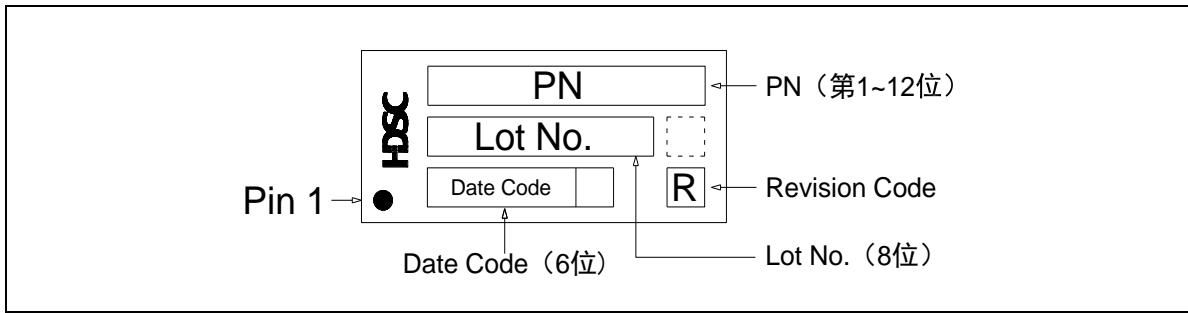 HDSC
PN
PN（第1~12位）
Lot No.
Date Code
R
Revision Code
Pin 1
Date Code（6位）
Lot No.（8位）